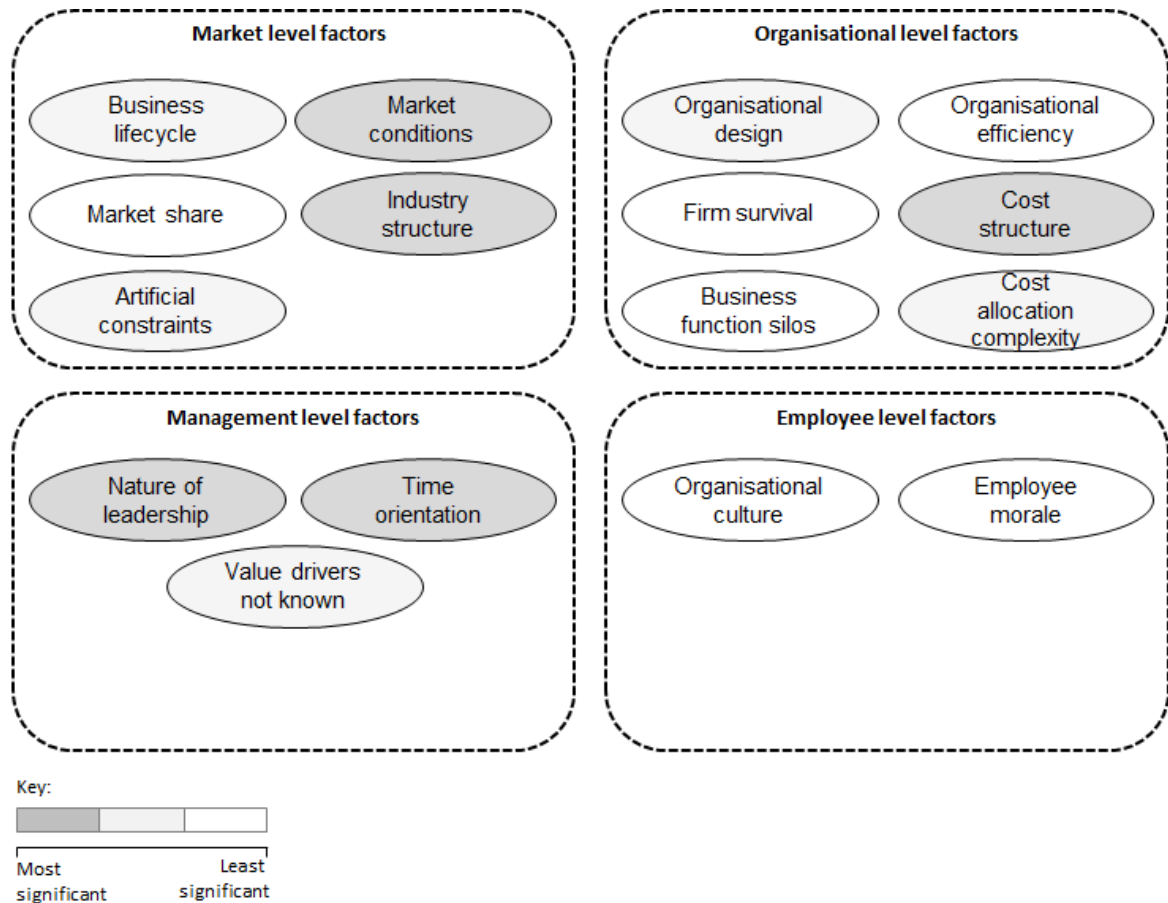 Market level factors
Business
lifecycle
Market
conditions
Market share
Industry
structure
Artificial
constraints
Organisational level factors
Organisational
design
Organisational
efficiency
Firm survival
Cost
structure
Business
function silos
Cost
allocation
complexity
Management level factors
Nature of
leadership
Time
orientation
Value drivers
not known
Employee level factors
Organisational
culture
Employee
morale
Key:
Most
significant
Least
significant